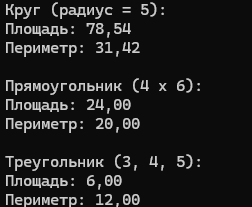 Круг (радиус = 5):
Площадь: 78,54
Периметр: 31,42
Прямоугольник (4 x 6):
Площадь: 24,00
Периметр: 20,00
Треугольник (3, 4, 5):
Площадь: 6,00
Периметр: 12,00